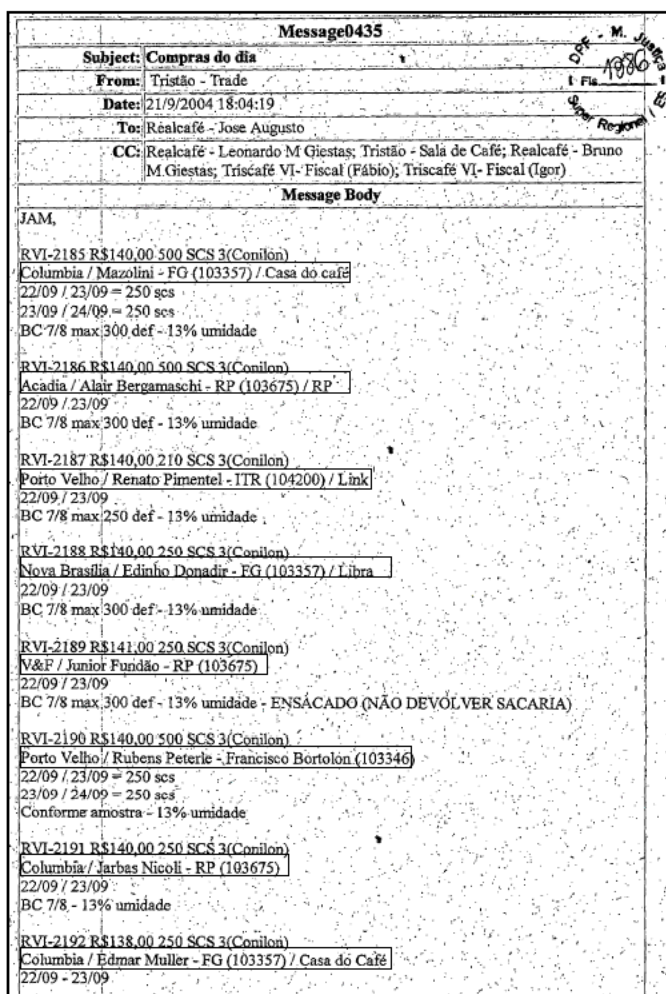 Message0435
Subject: Compras do dia
From: Tristão - Trade
Date: 21/9/2004 18:04:19
To: Realcafé - Jose Augusto
CC: Realcafé - Leonardo M Giestas; Tristão - Sala de Café; Realcafé - Bruno
M.Giestas; Triscafé VI- Fiscal (Fábio); Triscafé VI- Fiscal (Igor)
DPF - M. Justiça
Fls 1886
Super Regional / ES
Message Body
JAM,
RVI-2185 R$140,00 500 SCS 3(Conilon)
Columbia / Mazolini - FG (103357) / Casa do café
22/09 / 23/09 = 250 scs
23/09 / 24/09 = 250 scs
BC 7/8 max 300 def - 13% umidade
RVI-2186 R$140,00 500 SCS 3(Conilon)
Acadia / Alair Bergamaschi - RP (103675) / RP
22/09 / 23/09
BC 7/8 max 300 def - 13% umidade
RVI-2187 R$140,00 210 SCS 3(Conilon)
Porto Velho / Renato Pimentel - ITR (104200) / Link
22/09 / 23/09
BC 7/8 max 250 def - 13% umidade
RVI-2188 R$140,00 250 SCS 3(Conilon)
Nova Brasília / Edinho Donadir - FG (103357) / Libra
22/09 / 23/09
BC 7/8 max 300 def - 13% umidade
RVI-2189 R$141,00 250 SCS 3(Conilon)
V&F / Junior Fundão - RP (103675)
22/09 / 23/09
BC 7/8 max 300 def - 13% umidade - ENSACADO (NÃO DEVOLVER SACARIA)
RVI-2190 R$140,00 500 SCS 3(Conilon)
Porto Velho / Rubens Peterle - Francisco Bortolon (103346)
22/09 / 23/09 = 250 scs
23/09 / 24/09 = 250 scs
Conforme amostra - 13% umidade
RVI-2191 R$140,00 250 SCS 3(Conilon)
Columbia / Jarbas Nicoli - RP (103675)
22/09 / 23/09
BC 7/8 - 13% umidade
RVI-2192 R$138,00 250 SCS 3(Conilon)
Columbia / Edmar Muller - FG (103357) / Casa do Café
22/09 - 23/09